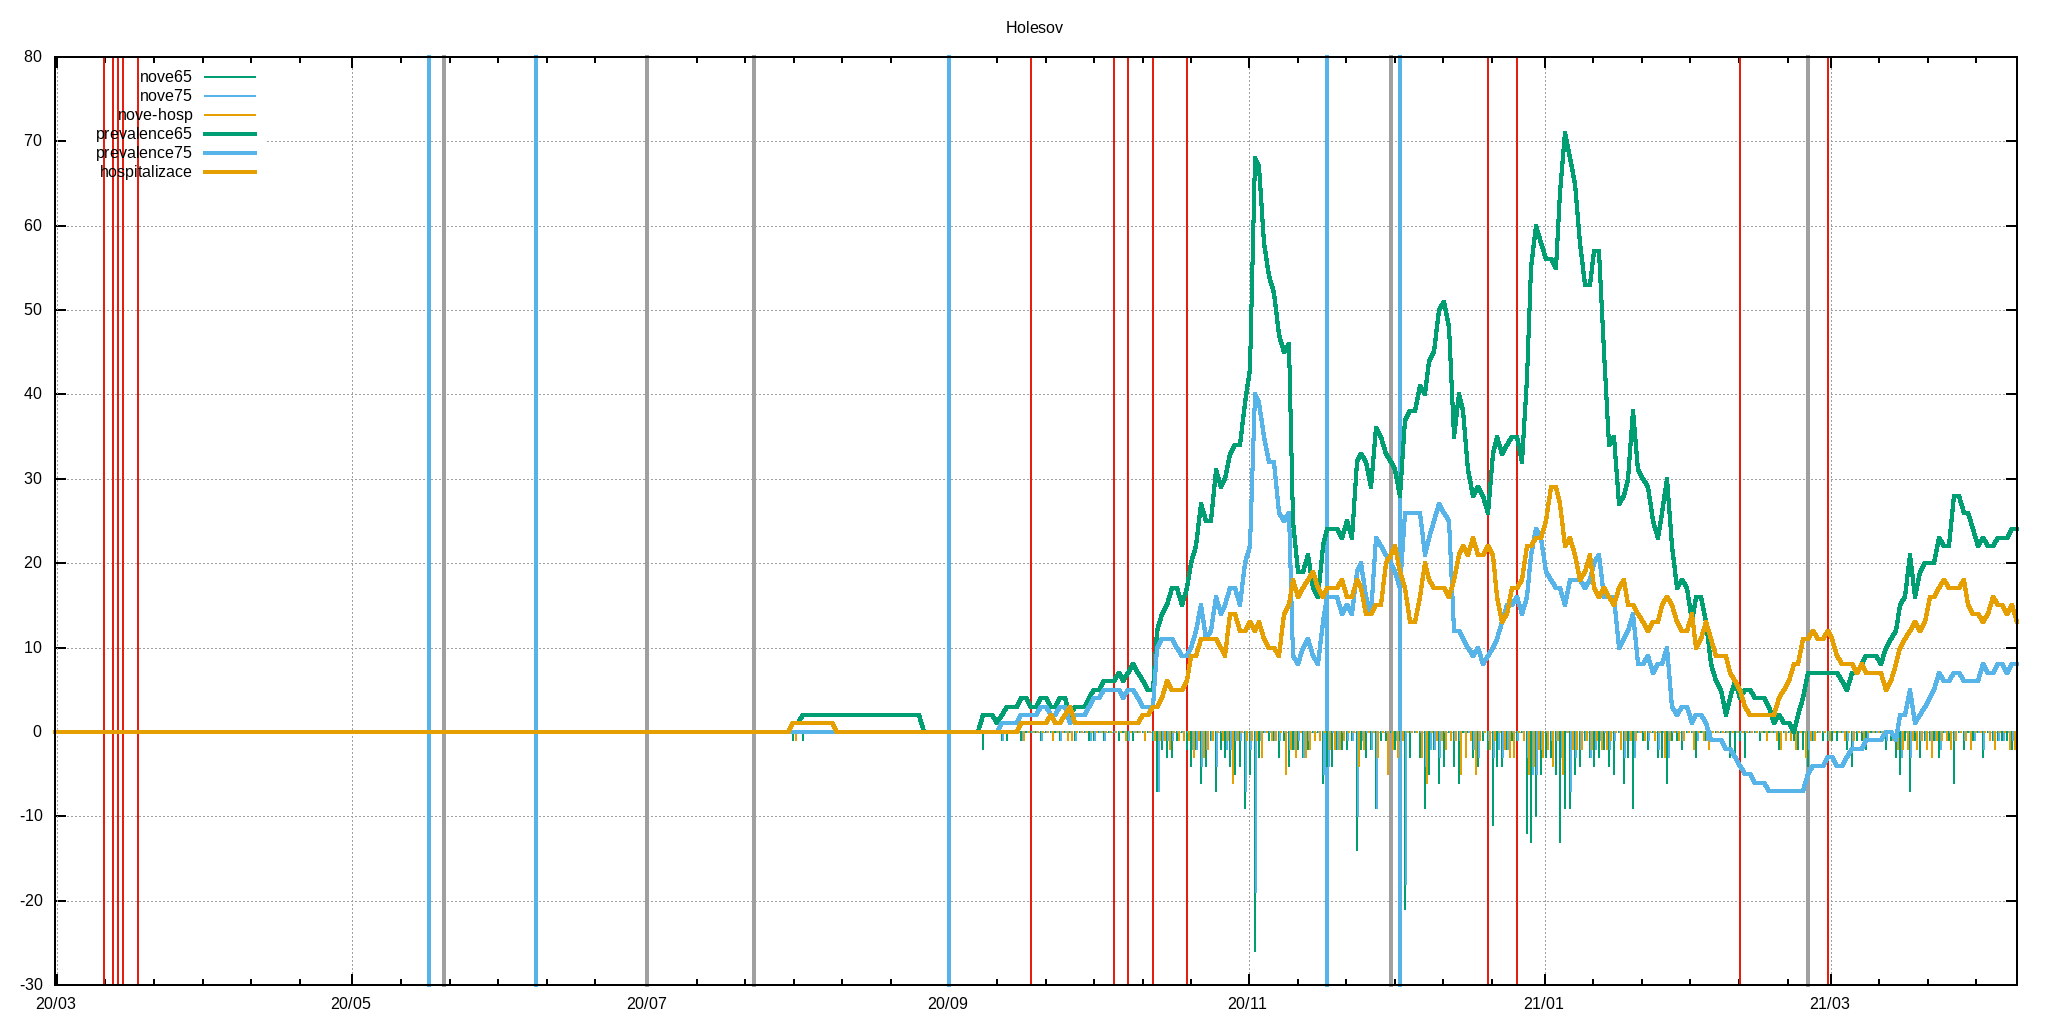 Holesov
80
nove65
nove75
nove-hosp
prevalence65
prevalence75
hospitalizace
70
60
50
40
30
20
10
0
-10
-20
-30
20/03 20/05 20/07 20/09 20/11 21/01 21/03